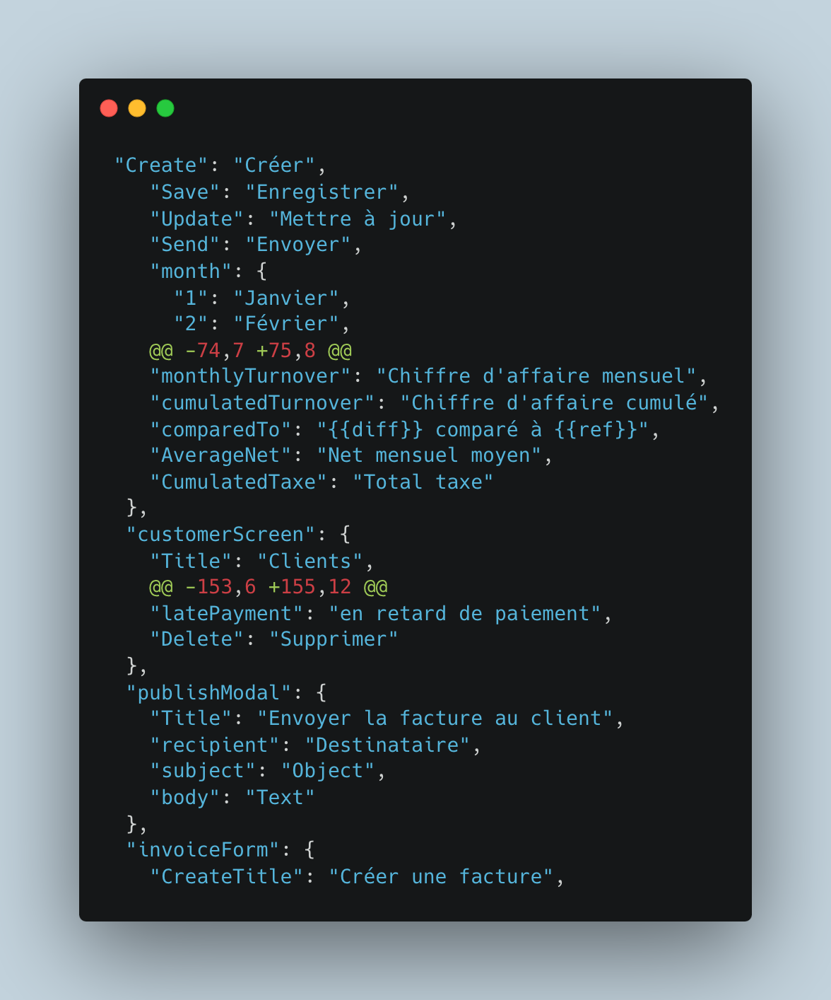 "Create": "Créer",
   "Save": "Enregistrer",
   "Update": "Mettre à jour",
   "Send": "Envoyer",
   "month": {
     "1": "Janvier",
     "2": "Février",
   @@ -74,7 +75,8 @@
   "monthlyTurnover": "Chiffre d'affaire mensuel",
   "cumulatedTurnover": "Chiffre d'affaire cumulé",
   "comparedTo": "{{diff}} comparé à {{ref}}",
   "AverageNet": "Net mensuel moyen",
   "CumulatedTaxe": "Total taxe"
 },
 "customerScreen": {
   "Title": "Clients",
   @@ -153,6 +155,12 @@
   "latePayment": "en retard de paiement",
   "Delete": "Supprimer"
 },
 "publishModal": {
   "Title": "Envoyer la facture au client",
   "recipient": "Destinataire",
   "subject": "Object",
   "body": "Text"
 },
 "invoiceForm": {
   "CreateTitle": "Créer une facture",